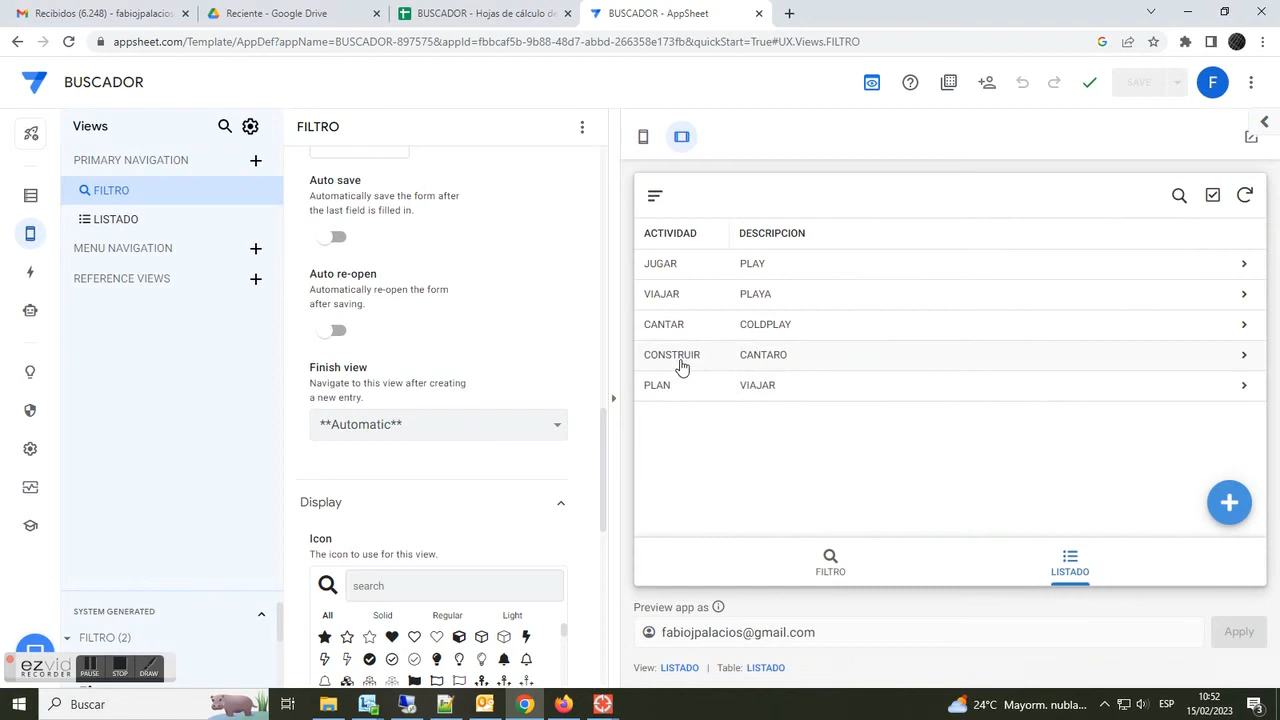 Recibidos (6.248) - fabiojpalacios
Reciente - Google Drive
BUSCADOR - Hojas de cálculo de
BUSCADOR - AppSheet
appsheet.com/Template/AppDef?appName=BUSCADOR-897575&appId=fbbcaf5b-9b88-48d7-abbd-266358e173fb&quickStart=True#UX.Views.FILTRO
BUSCADOR
SAVE
F
Views
PRIMARY NAVIGATION
FILTRO
LISTADO
MENU NAVIGATION
REFERENCE VIEWS
SYSTEM GENERATED
FILTRO (2)
FILTRO
Auto save
Automatically save the form after
the last field is filled in.
Auto re-open
Automatically re-open the form
after saving.
Finish view
Navigate to this view after creating
a new entry.
**Automatic**
Display
Icon
The icon to use for this view.
search
All Solid Regular Light
ACTIVIDAD DESCRIPCION
JUGAR PLAY
VIAJAR PLAYA
CANTAR COLDPLAY
CONSTRUIR CANTARO
PLAN VIAJAR
FILTRO LISTADO
Preview app as
fabiojpalacios@gmail.com
Apply
View: LISTADO | Table: LISTADO
ezvid
RECORDER
PAUSE STOP DRAW
Buscar
24°C Mayorm. nubla...
ESP
10:52
15/02/2023
3